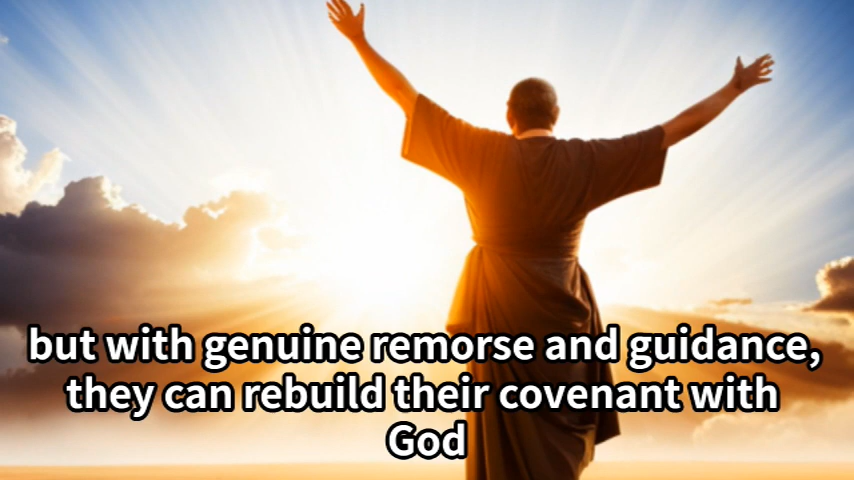 but with genuine remorse and guidance,
they can rebuild their covenant with
God